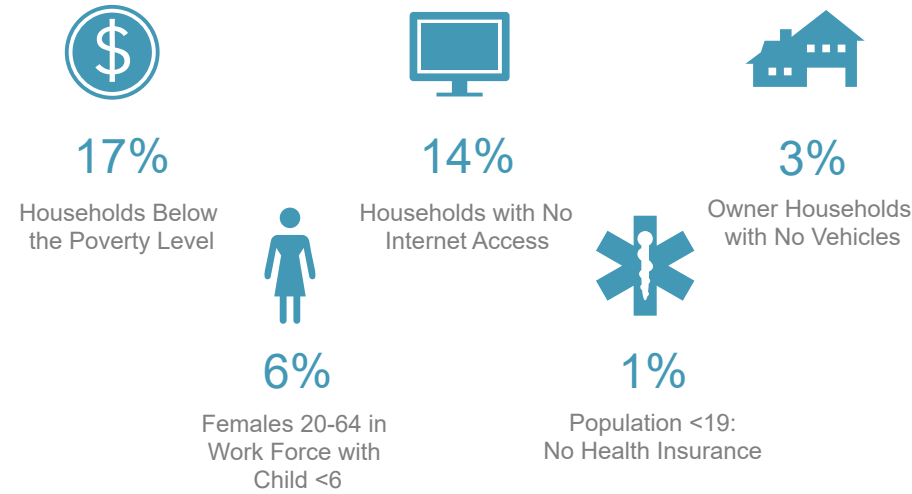 $
17%
Households Below
the Poverty Level
14%
Households with No
Internet Access
3%
Owner Households
with No Vehicles
6%
Females 20-64 in
Work Force with
Child <6
1%
Population <19:
No Health Insurance